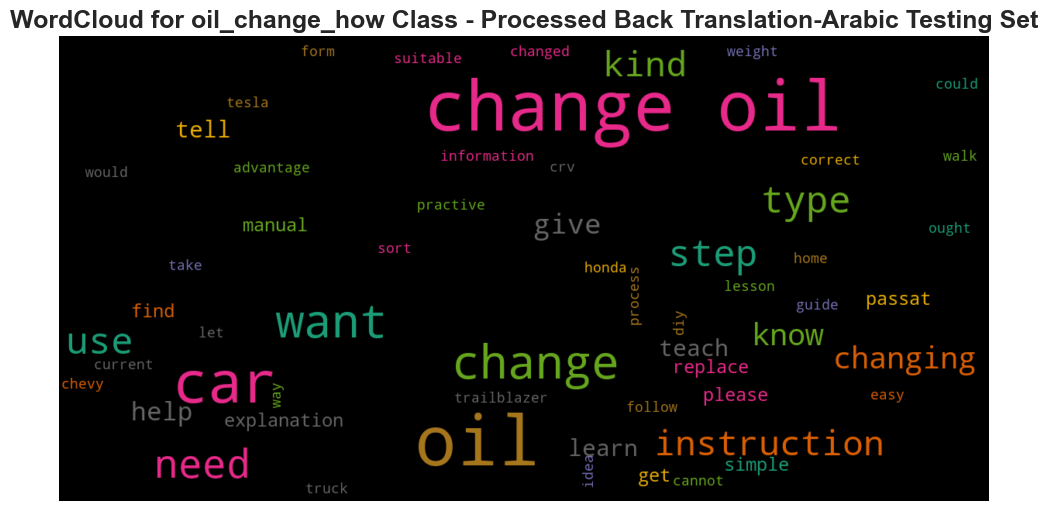 WordCloud for oil_change_how Class - Processed Back Translation-Arabic Testing Set
form
suitable
changed
kind
weight
could
tesla
change oil
tell
information
crv
correct
walk
would
advantage
practive
type
manual
give
ought
sort
step
take
honda
home
process
lesson
find
want
diy
guide
passat
use
let
know
current
change
teach
changing
chevy
car
way
trailblazer
replace
please
easy
help
explanation
oil
follow
instruction
need
learn
idea
get
simple
cannot
truck